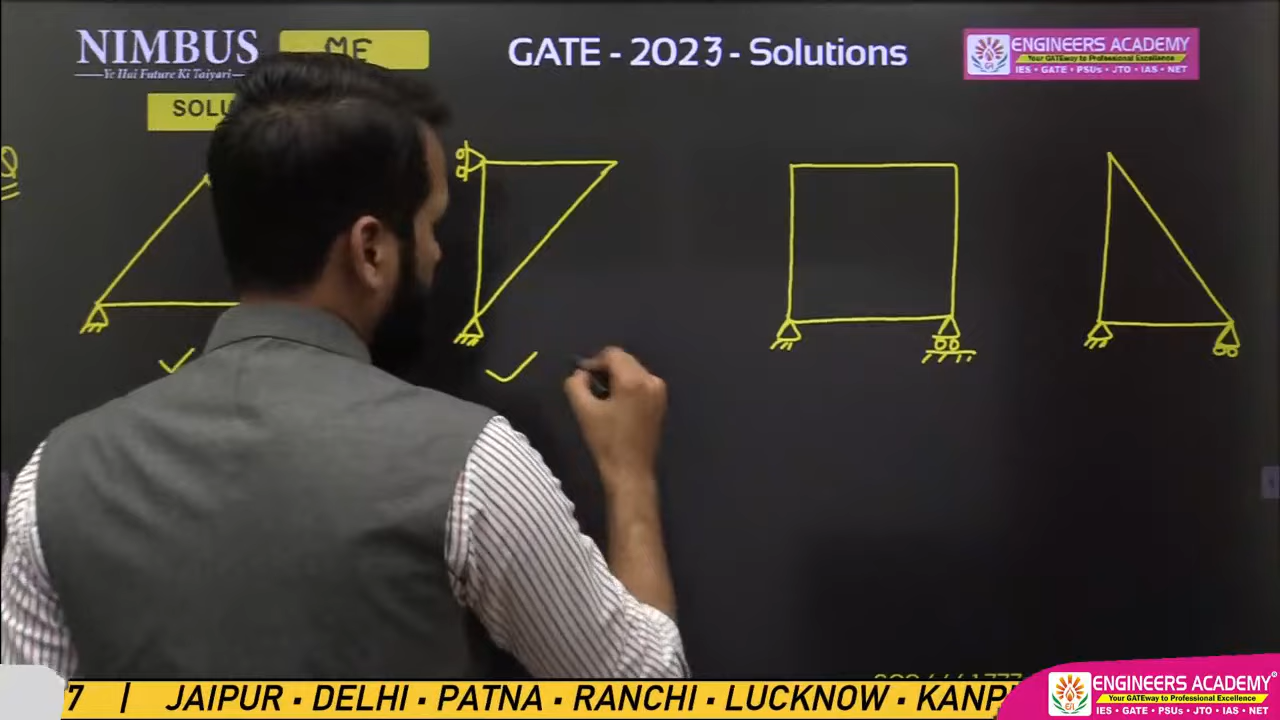 NIMBUS
Ye Hai Future Ki Taiyari
ME
GATE - 2023 - Solutions
ENGINEERS ACADEMY
Your GATEway to Professional Excellence
IES • GATE • PSUs • JTO • IAS • NET
SOLU
7 | JAIPUR • DELHI • PATNA • RANCHI • LUCKNOW • KANP
ENGINEERS ACADEMY
Your GATEway to Professional Excellence
IES • GATE • PSUs • JTO • IAS • NET